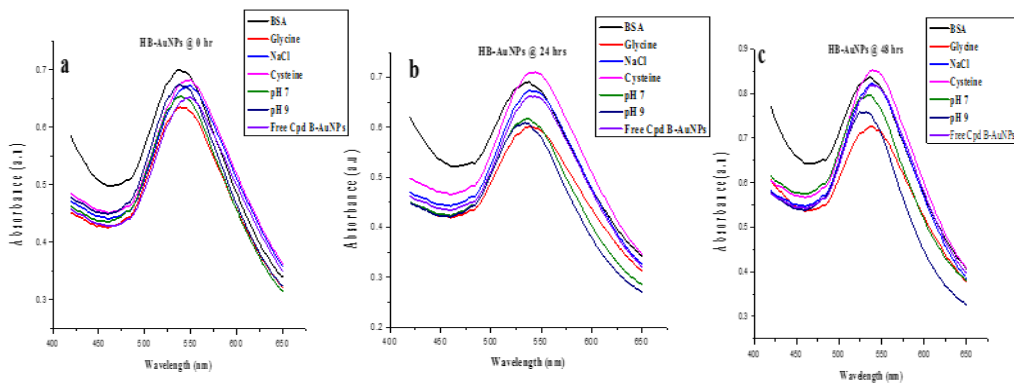 a
HB-AuNPs @ 0 hr
BSA
Glycine
NaCl
Cysteine
pH 7
pH 9
Free Cpd B-AuNPs
0.7
0.6
0.5
0.4
0.3
Absorbance (a.u)
400 450 500 550 600 650
Wavelength (nm)
b
HB-AuNPs @ 24 hrs
BSA
Glycine
NaCl
Cysteine
pH 7
pH 9
Free Cpd B-AuNPs
0.7
0.6
0.5
0.4
0.3
0.2
Absorbance (a.u)
400 450 500 550 600 650
Wavelength (nm)
c
HB-AuNPs @ 48 hrs
BSA
Glycine
NaCl
Cysteine
pH 7
pH 9
Free Cpd B-AuNPs
0.9
0.8
0.7
0.6
0.5
0.4
0.3
Absorbance(a.u)
400 450 500 550 600 650
Wavelength (nm)